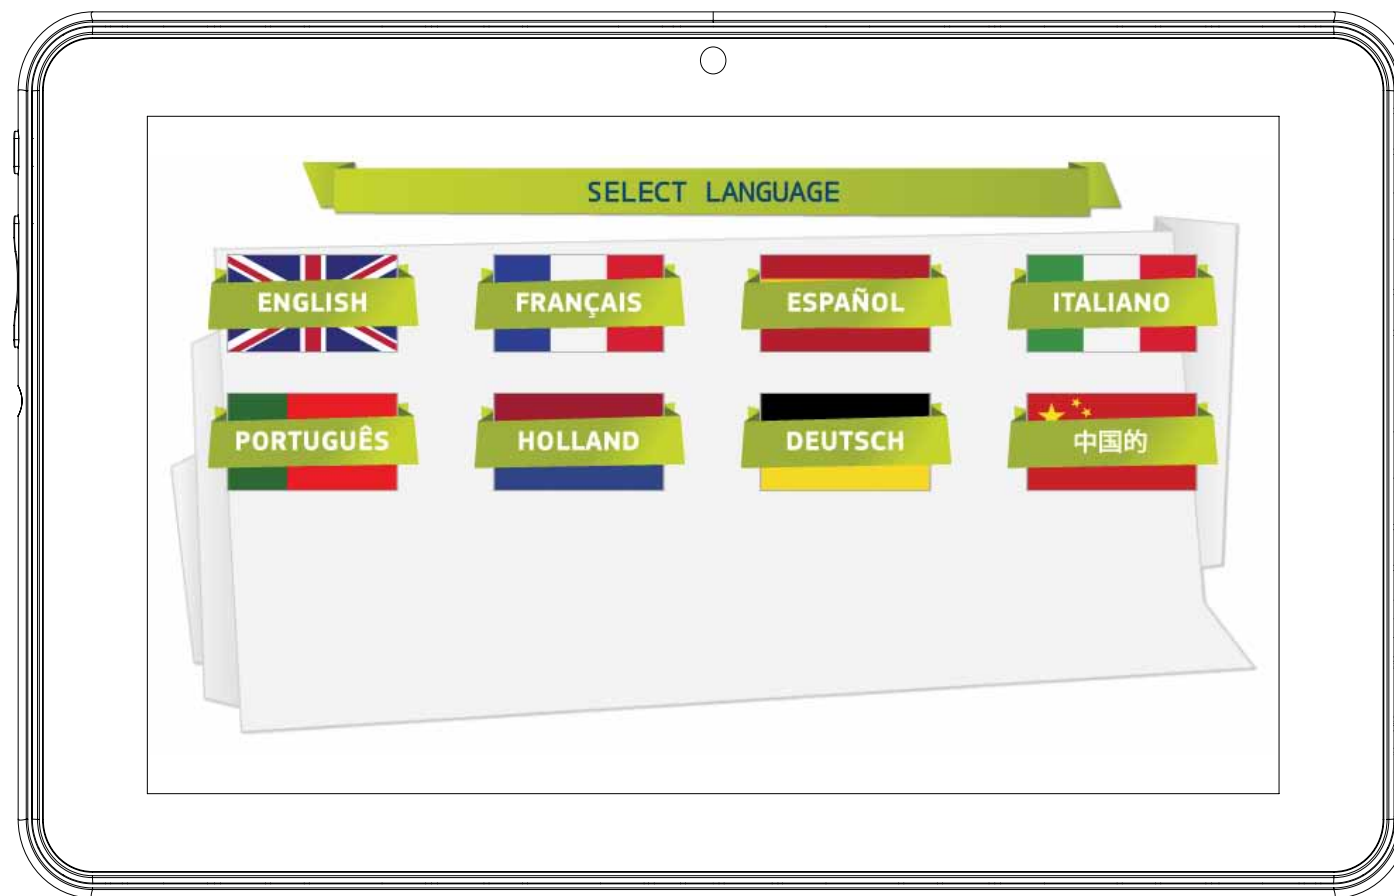 SELECT LANGUAGE
ENGLISH
FRANÇAIS
ESPAÑOL
ITALIANO
PORTUGUÊS
HOLLAND
DEUTSCH
中国的